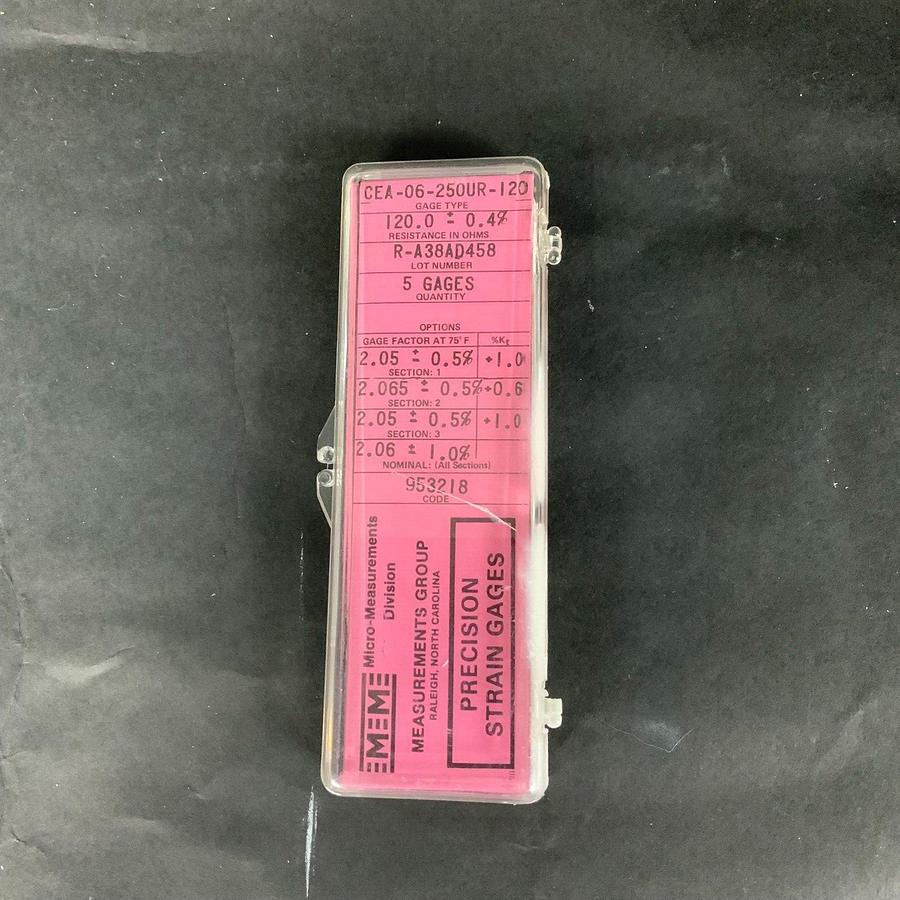 CEA-06-250UR-120
GAGE TYPE
120.0 ± 0.4%
RESISTANCE IN OHMS
R-A38AD458
LOT NUMBER
5 GAGES
QUANTITY
OPTIONS
GAGE FACTOR AT 75°F %Kt
2.05 ± 0.5% +1.0
SECTION: 1
2.065 ± 0.5% +0.6
SECTION: 2
2.05 ± 0.5% +1.0
SECTION: 3
2.06 ± 1.0%
NOMINAL: (All Sections)
953218
CODE
MM Micro-Measurements
Division
MEASUREMENTS GROUP
RALEIGH, NORTH CAROLINA
PRECISION
STRAIN GAGES